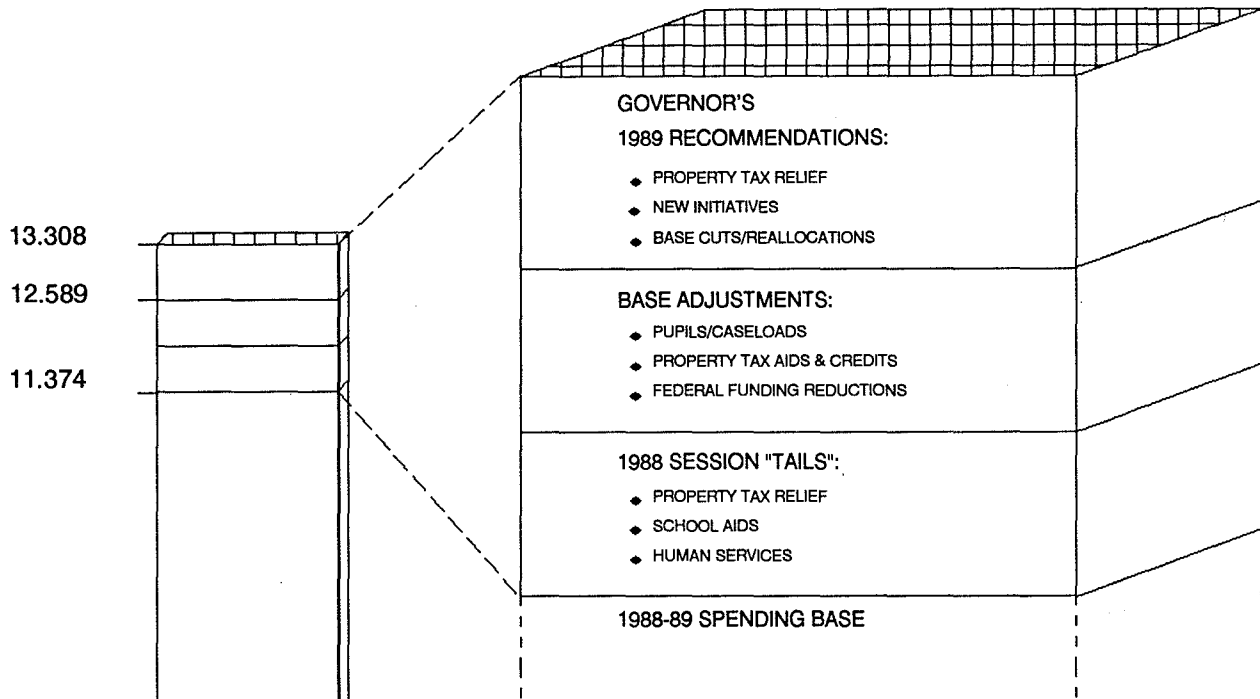 13.308
12.589
11.374
GOVERNOR'S
1989 RECOMMENDATIONS:
PROPERTY TAX RELIEF
NEW INITIATIVES
BASE CUTS/REALLOCATIONS
BASE ADJUSTMENTS:
PUPILS/CASELOADS
PROPERTY TAX AIDS & CREDITS
FEDERAL FUNDING REDUCTIONS
1988 SESSION "TAILS":
PROPERTY TAX RELIEF
SCHOOL AIDS
HUMAN SERVICES
1988-89 SPENDING BASE